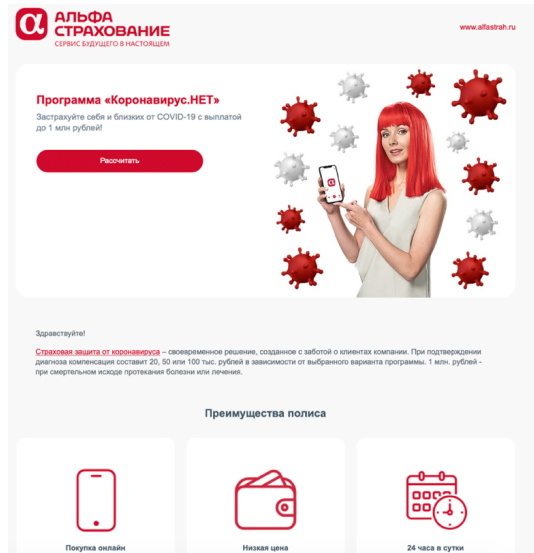 АЛЬФА
СТРАХОВАНИЕ
СЕРВИС БУДУЩЕГО В НАСТОЯЩЕМ
www.alfastrah.ru
Программа «Коронавирус.НЕТ»
Застрахуйте себя и близких от COVID-19 с выплатой
до 1 млн рублей!
Рассчитать
Здравствуйте!
Страховая защита от коронавируса – своевременное решение, созданное с заботой о клиентах компании. При подтверждении
диагноза компенсация составит 20, 50 или 100 тыс. рублей в зависимости от выбранного варианта программы. 1 млн. рублей -
при смертельном исходе протекания болезни или лечения.
Преимущества полиса
Покупка онлайн
Низкая цена
24 часа в сутки